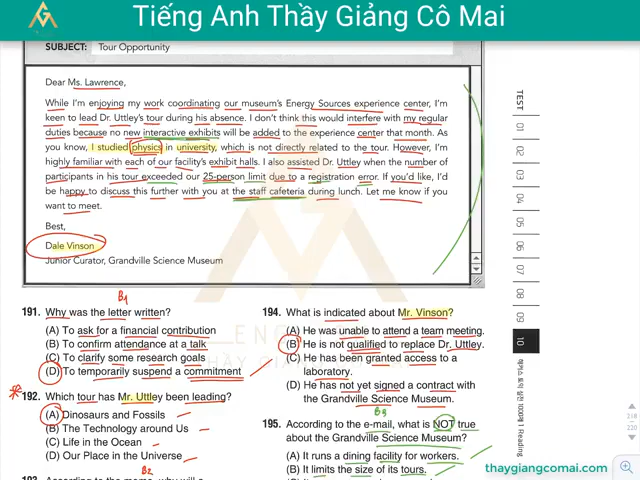 Tiếng Anh Thầy Giảng Cô Mai
SUBJECT: Tour Opportunity
Dear Ms. Lawrence,
While I'm enjoying my work coordinating our museum's Energy Sources experience center, I'm
keen to lead Dr. Uttley's tour during his absence. I don't think this would interfere with my regular
duties because no new interactive exhibits will be added to the experience center that month. As
you know, I studied physics in university, which is not directly related to the tour. However, I'm
highly familiar with each of our facility's exhibit halls. I also assisted Dr. Uttley when the number of
participants in his tour exceeded our 25-person limit due to a registration error. If you'd like, I'd
be happy to discuss this further with you at the staff cafeteria during lunch. Let me know if you
want to meet.
Best,
Dale Vinson
Junior Curator, Grandville Science Museum
B1
191. Why was the letter written?
(A) To ask for a financial contribution
(B) To confirm attendance at a talk
(C) To clarify some research goals
(D) To temporarily suspend a commitment
192. Which tour has Mr. Uttley been leading?
(A) Dinosaurs and Fossils
(B) The Technology around Us
(C) Life in the Ocean
(D) Our Place in the Universe
B2
194. What is indicated about Mr. Vinson?
(A) He was unable to attend a team meeting.
(B) He is not qualified to replace Dr. Uttley.
(C) He has been granted access to a
laboratory.
(D) He has not yet signed a contract with
the Grandville Science Museum.
B3
195. According to the e-mail, what is NOT true
about the Grandville Science Museum?
(A) It runs a dining facility for workers.
(B) It limits the size of its tours.
TEST
01
02
03
04
05
06
07
08
09
10
218
220
thaygiangcomai.com